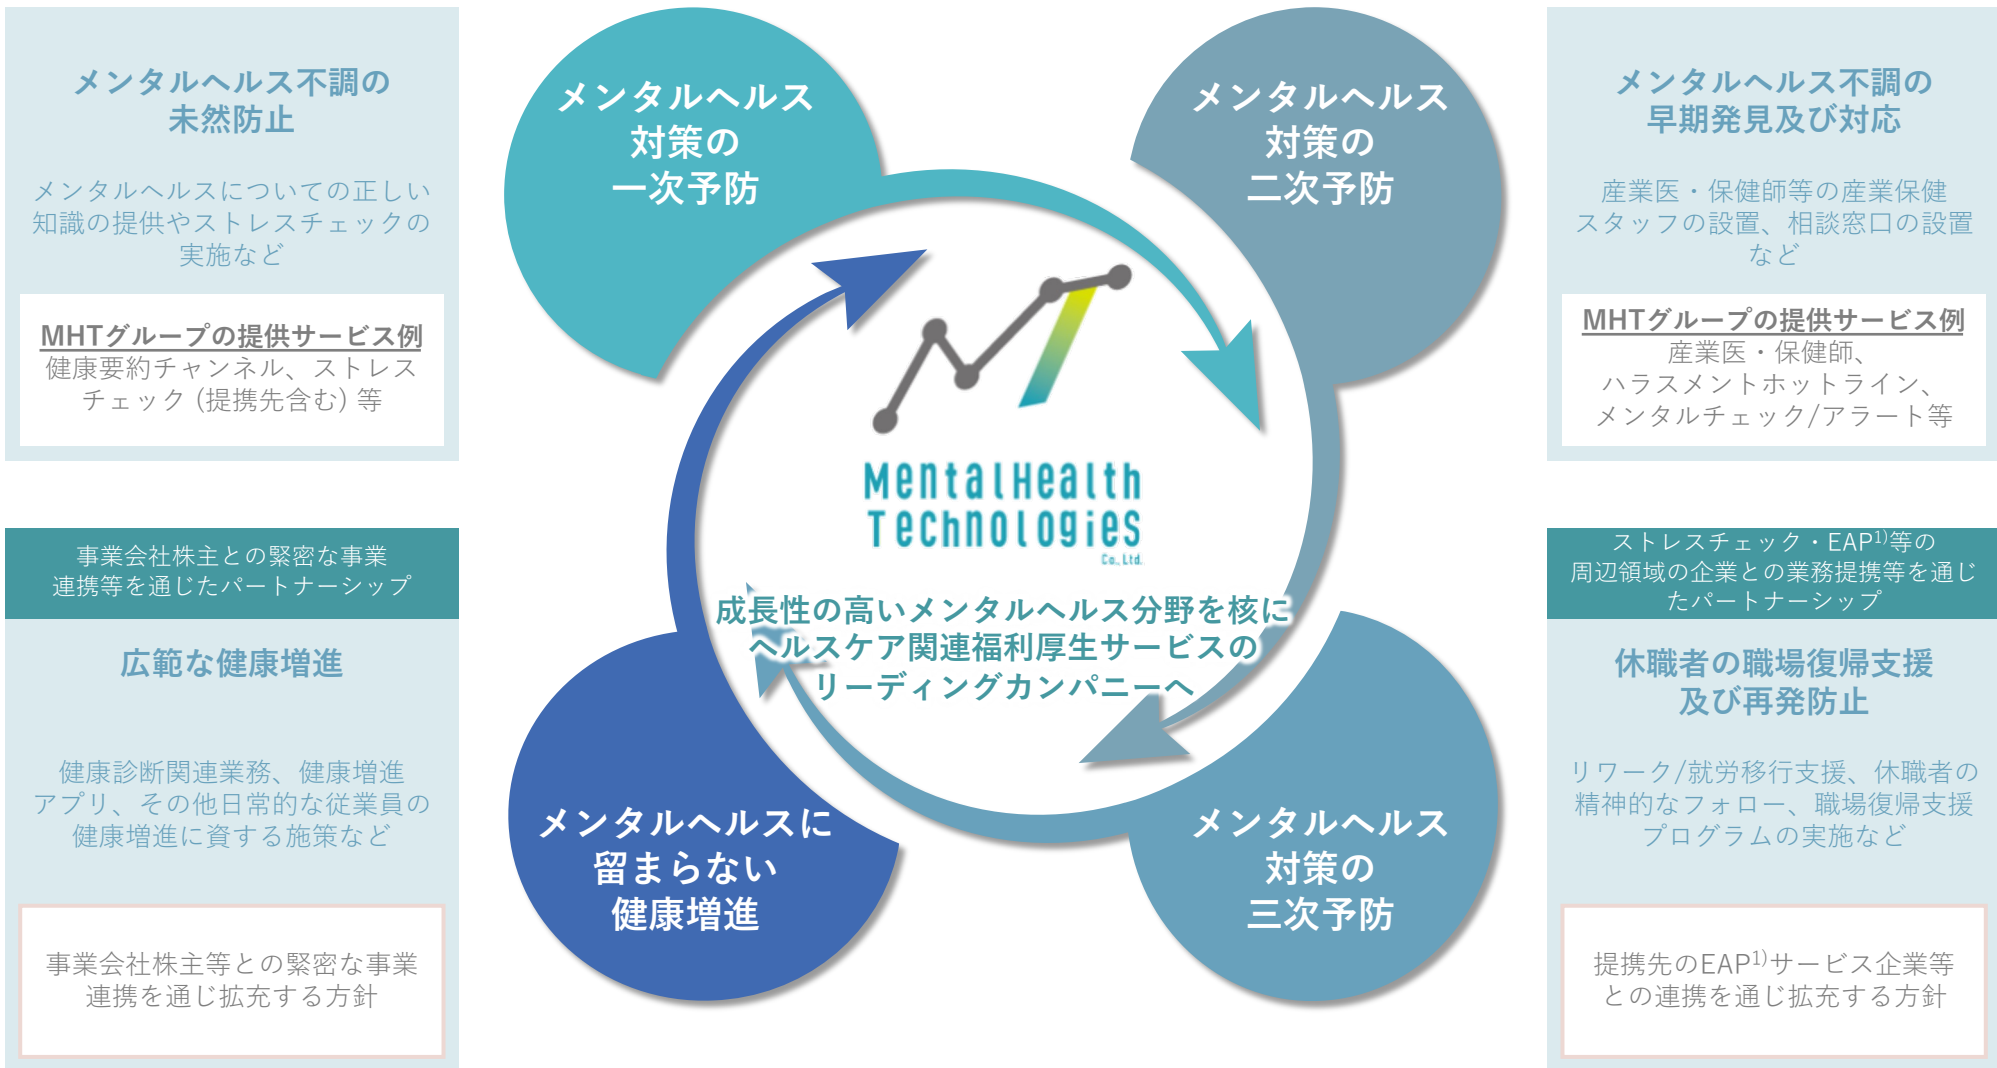 メンタルヘルス不調の
未然防止
メンタルヘルスについての正しい
知識の提供やストレスチェックの
実施など
MHTグループの提供サービス例
健康要約チャンネル、ストレス
チェック (提携先含む) 等
メンタルヘルス
対策の
一次予防
メンタルヘルス
対策の
二次予防
メンタルヘルス不調の
早期発見及び対応
産業医・保健師等の産業保健
スタッフの設置、相談窓口の設置
など
MHTグループの提供サービス例
産業医・保健師、
ハラスメントホットライン、
メンタルチェック/アラート等
MentalHealth
Technologies
Co., Ltd.
成長性の高いメンタルヘルス分野を核に
ヘルスケア関連福利厚生サービスの
リーディングカンパニーへ
事業会社株主との緊密な事業
連携等を通じたパートナーシップ
広範な健康増進
健康診断関連業務、健康増進
アプリ、その他日常的な従業員の
健康増進に資する施策など
事業会社株主等との緊密な事業
連携を通じ拡充する方針
メンタルヘルスに
留まらない
健康増進
メンタルヘルス
対策の
三次予防
ストレスチェック・EAP1)等の
周辺領域の企業との業務提携等を通じ
たパートナーシップ
休職者の職場復帰支援
及び再発防止
リワーク/就労移行支援、休職者の
精神的なフォロー、職場復帰支援
プログラムの実施など
提携先のEAP1)サービス企業等
との連携を通じ拡充する方針